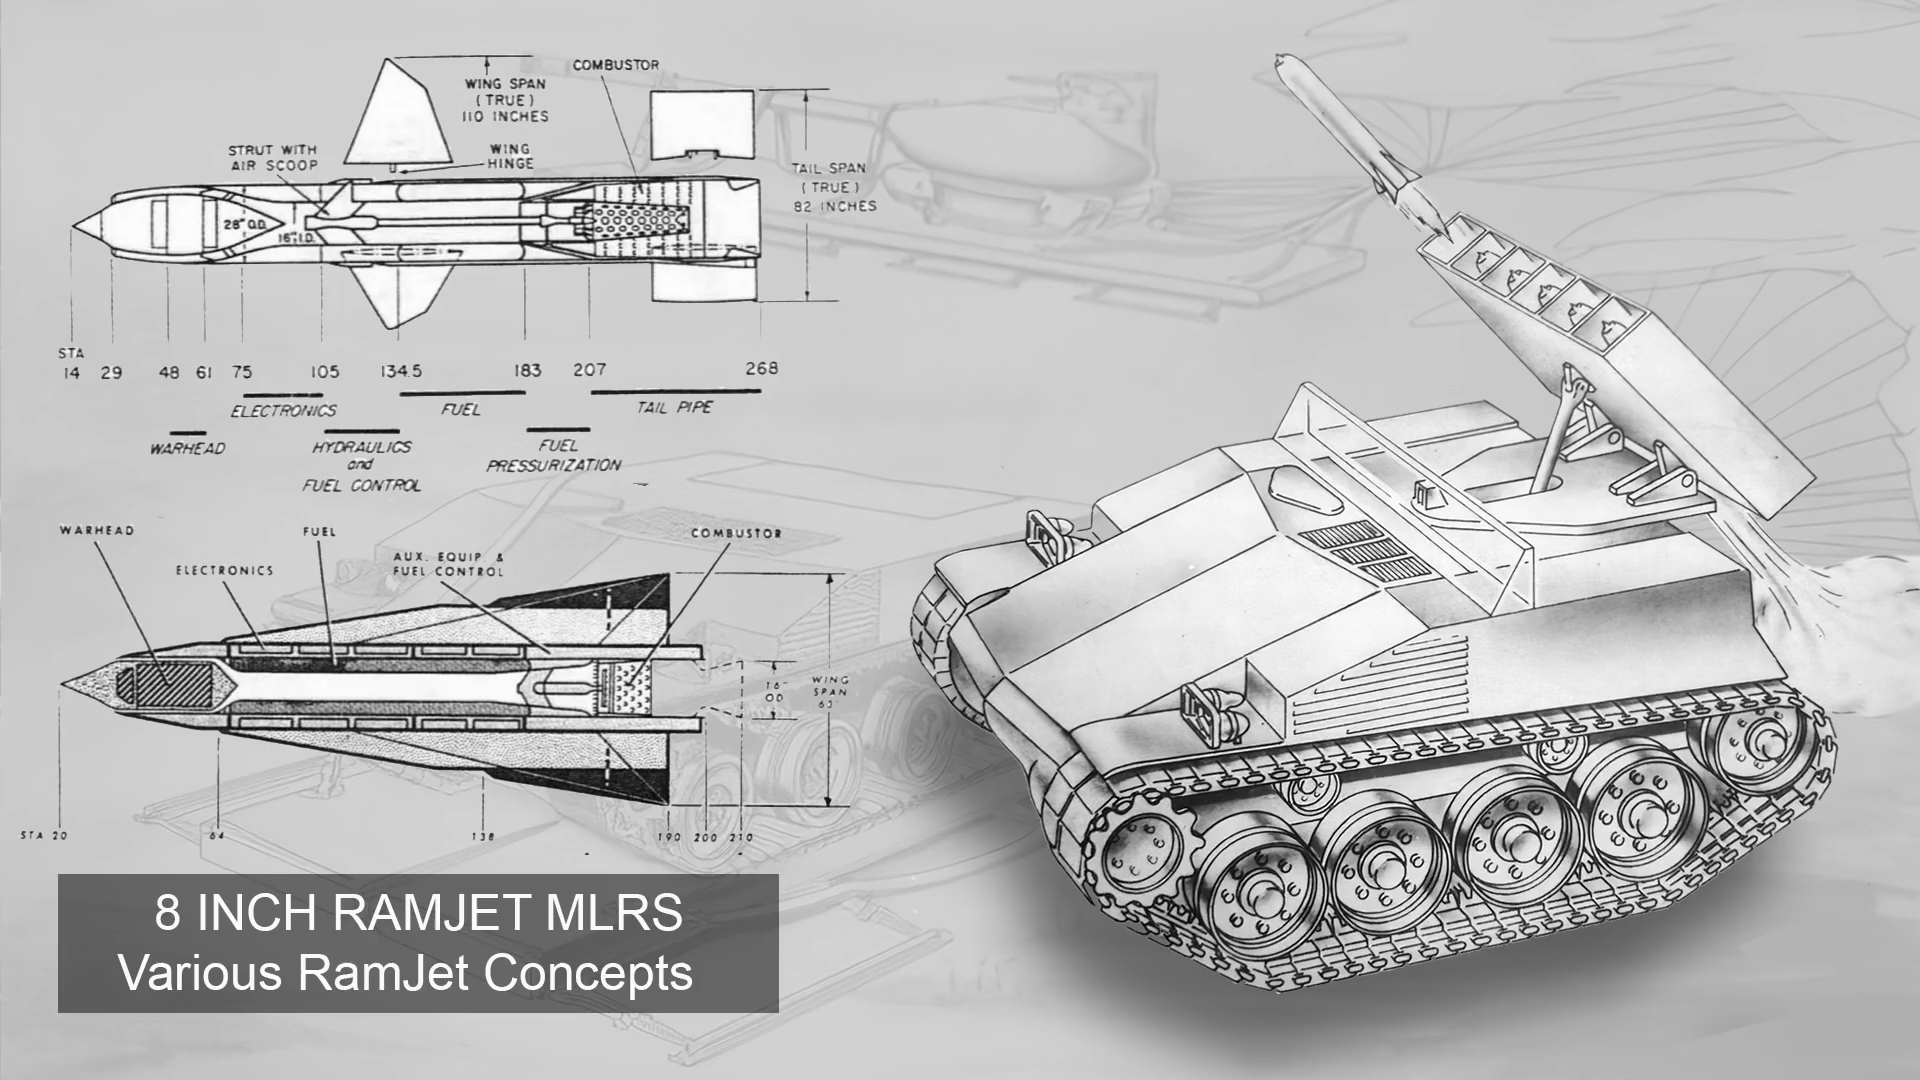 COMBUSTOR
WING SPAN
(TRUE)
110 INCHES
STRUT WITH
AIR SCOOP
WING
HINGE
TAIL SPAN
(TRUE)
82 INCHES
28" O.D.
16" I.D.
STA
14 29 48 61 75 105 134.5 183 207 268
ELECTRONICS FUEL TAIL PIPE
WARHEAD HYDRAULICS FUEL
and PRESSURIZATION
FUEL CONTROL
WARHEAD FUEL COMBUSTOR
ELECTRONICS
AUX. EQUIP. &
FUEL CONTROL
16"
OD
WING
SPAN
63"
STA 20 64 138 190 200 210
8 INCH RAMJET MLRS
Various RamJet Concepts